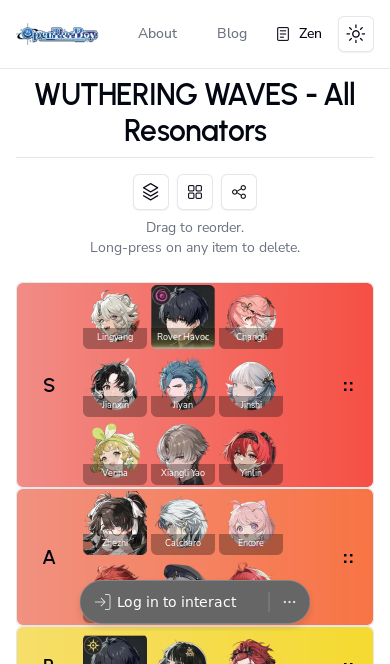 About Blog Zen
WUTHERING WAVES - All
Resonators
Drag to reorder.
Long-press on any item to delete.
S
Lingyang Rover Havoc Changli
Jianxin Jiyan Jinshi
Verina Xiangli Yao Yinlin
A
Zhezhi Calcharo Encore
Log in to interact